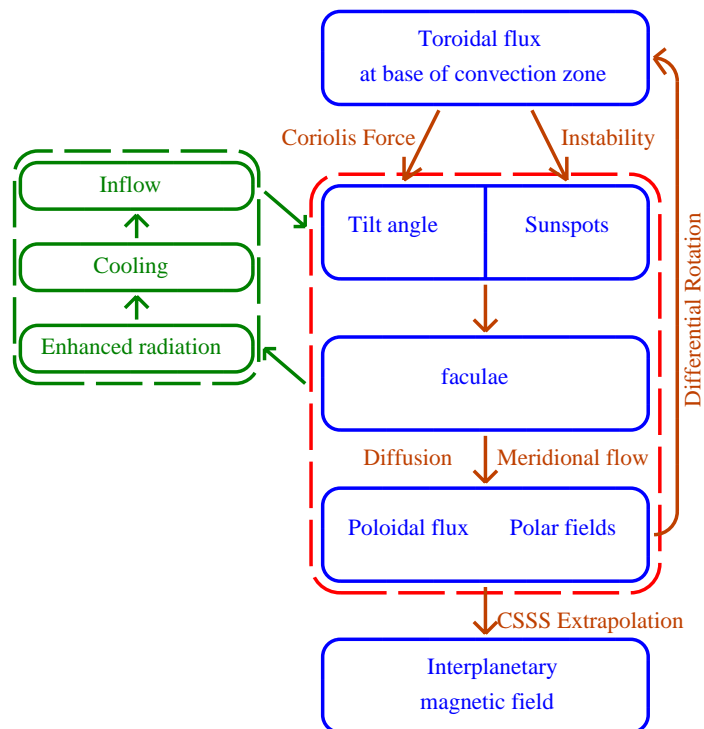 Toroidal flux
at base of convection zone
Coriolis Force
Instability
Inflow
Tilt angle
Sunspots
Cooling
Differential Rotation
Enhanced radiation
faculae
Diffusion
Meridional flow
Poloidal flux
Polar fields
CSSS Extrapolation
Interplanetary
magnetic field